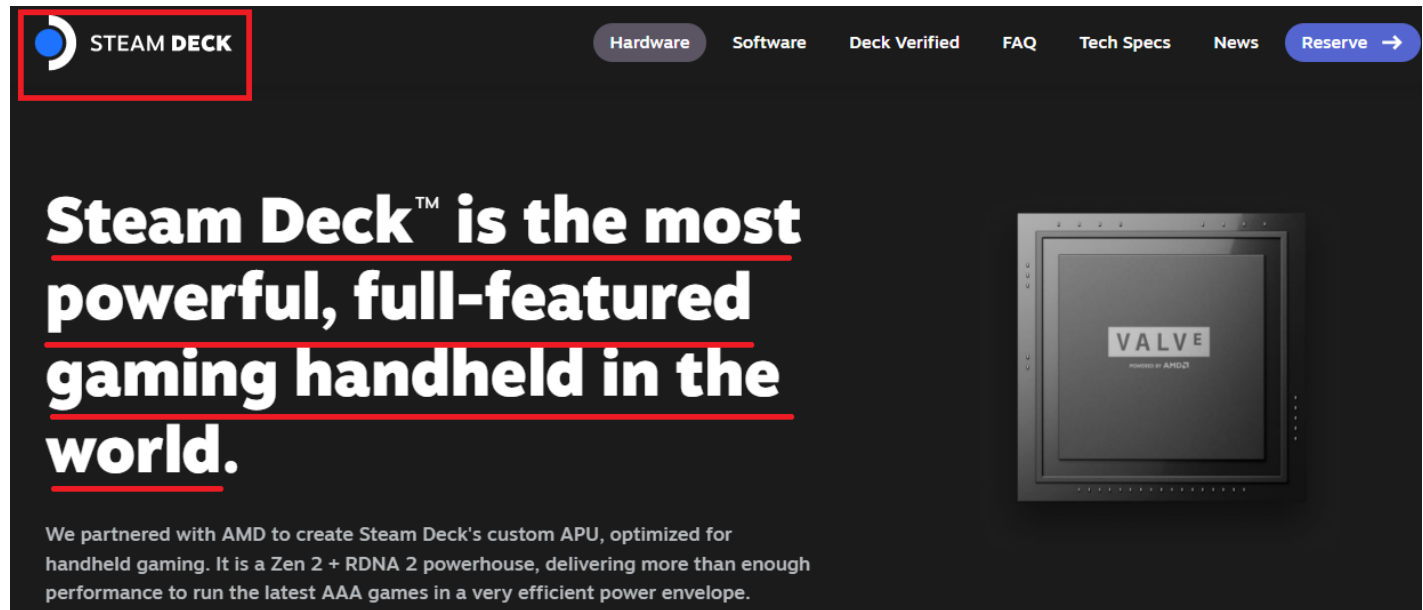 STEAM DECK
Hardware Software Deck Verified FAQ Tech Specs News Reserve →
Steam Deck™ is the most
powerful, full-featured
gaming handheld in the
world.
VALVE
POWERED BY AMD
We partnered with AMD to create Steam Deck's custom APU, optimized for
handheld gaming. It is a Zen 2 + RDNA 2 powerhouse, delivering more than enough
performance to run the latest AAA games in a very efficient power envelope.